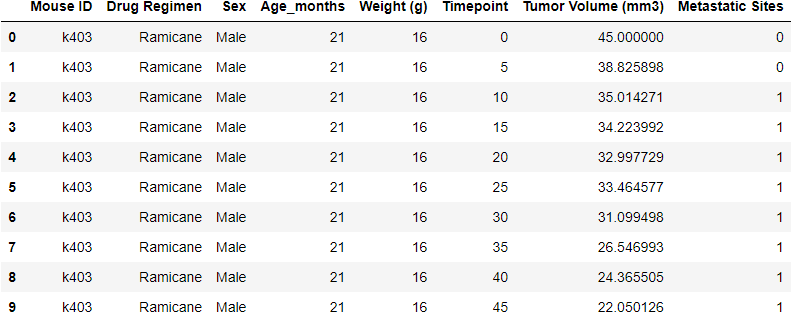 Mouse ID Drug Regimen Sex Age_months Weight (g) Timepoint Tumor Volume (mm3) Metastatic Sites
0 k403 Ramicane Male 21 16 0 45.000000 0
1 k403 Ramicane Male 21 16 5 38.825898 0
2 k403 Ramicane Male 21 16 10 35.014271 1
3 k403 Ramicane Male 21 16 15 34.223992 1
4 k403 Ramicane Male 21 16 20 32.997729 1
5 k403 Ramicane Male 21 16 25 33.464577 1
6 k403 Ramicane Male 21 16 30 31.099498 1
7 k403 Ramicane Male 21 16 35 26.546993 1
8 k403 Ramicane Male 21 16 40 24.365505 1
9 k403 Ramicane Male 21 16 45 22.050126 1